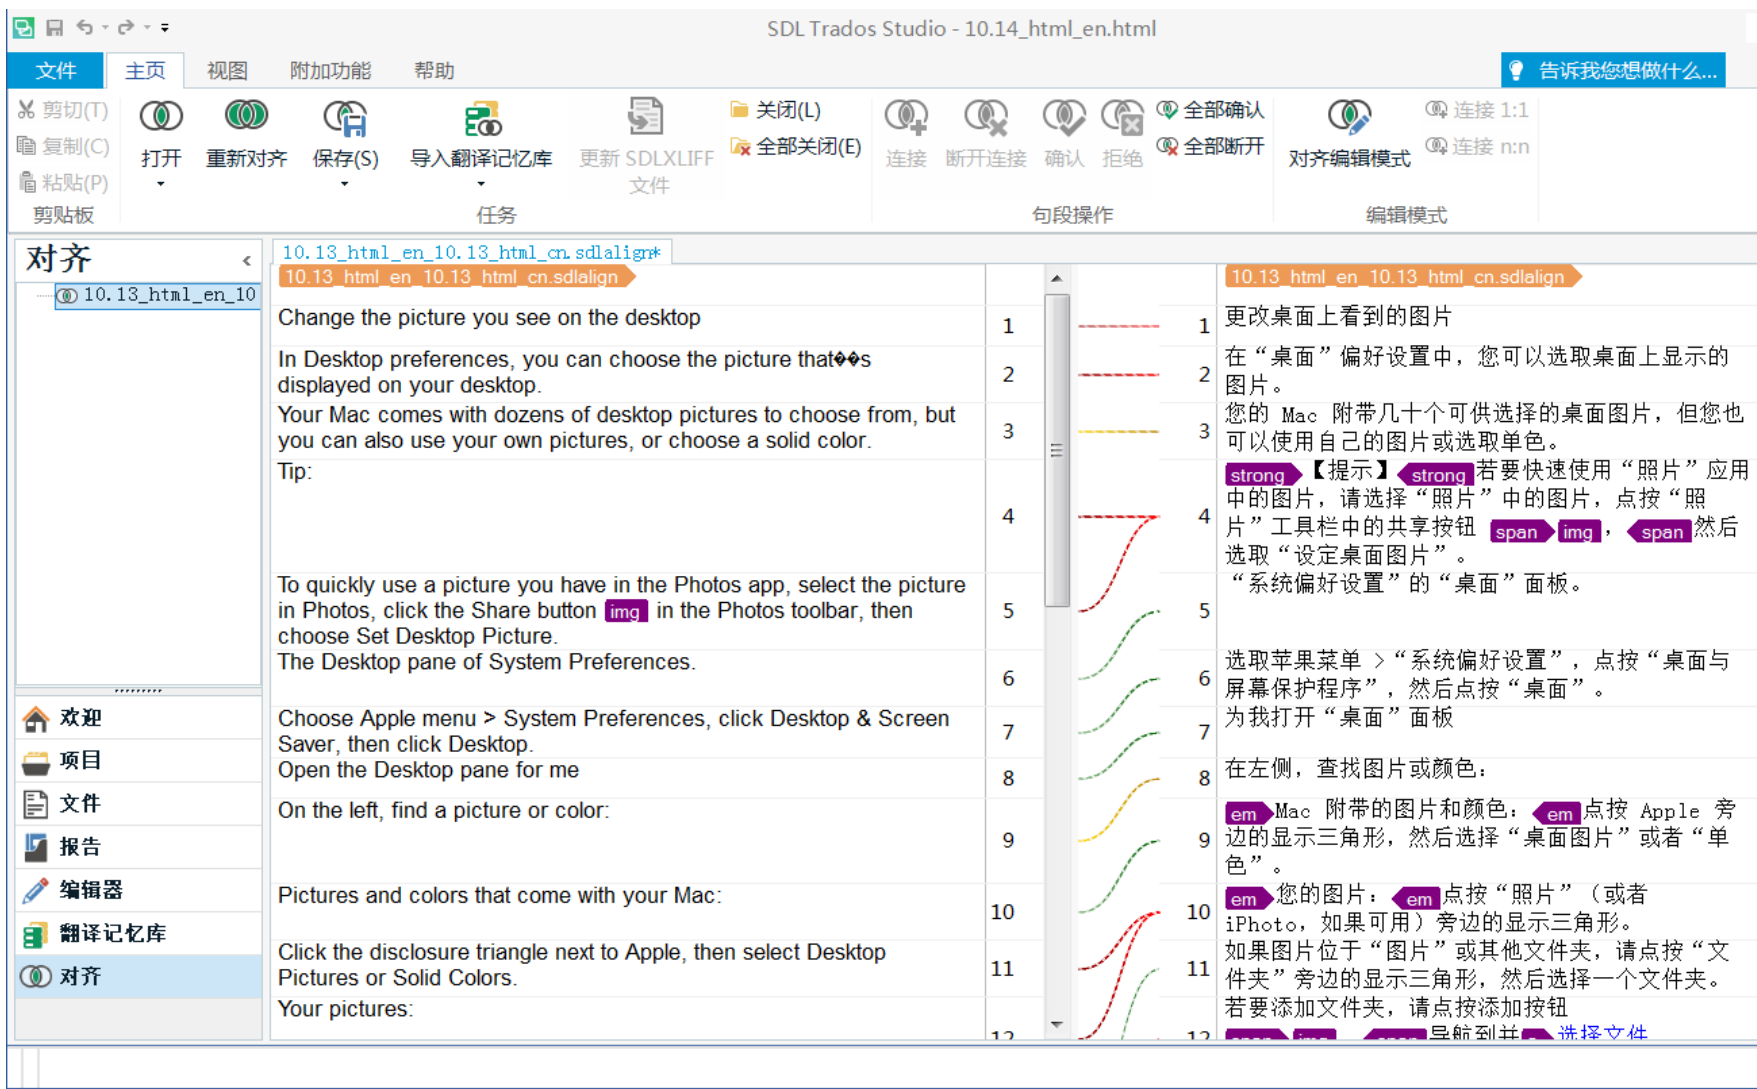 SDL Trados Studio - 10.14_html_en.html
文件 主页 视图 附加功能 帮助 告诉我您想做什么...
剪切(T)
复制(C)
粘贴(P)
剪贴板
打开
重新对齐
保存(S)
导入翻译记忆库
更新 SDLXLIFF
文件
关闭(L)
全部关闭(E)
任务
连接
断开连接
确认
拒绝
全部确认
全部断开
句段操作
对齐编辑模式
连接 1:1
连接 n:n
编辑模式
对齐
10.13_html_en_10
欢迎
项目
文件
报告
编辑器
翻译记忆库
对齐
10.13_html_en_10.13_html_cn.sdlalign*
10.13_html_en_10.13_html_cn.sdlalign
Change the picture you see on the desktop
1
In Desktop preferences, you can choose the picture that��s
displayed on your desktop.
2
Your Mac comes with dozens of desktop pictures to choose from, but
you can also use your own pictures, or choose a solid color.
3
Tip:
4
To quickly use a picture you have in the Photos app, select the picture
in Photos, click the Share button img in the Photos toolbar, then
choose Set Desktop Picture.
5
The Desktop pane of System Preferences.
6
Choose Apple menu > System Preferences, click Desktop & Screen
Saver, then click Desktop.
7
Open the Desktop pane for me
8
On the left, find a picture or color:
9
Pictures and colors that come with your Mac:
10
Click the disclosure triangle next to Apple, then select Desktop
Pictures or Solid Colors.
11
Your pictures:
12
10.13_html_en_10.13_html_cn.sdlalign
1
更改桌面上看到的图片
2
在“桌面”偏好设置中，您可以选取桌面上显示的
图片。
3
您的 Mac 附带几十个可供选择的桌面图片，但您也
可以使用自己的图片或选取单色。
4
strong【提示】strong若要快速使用“照片”应用
中的图片，请选择“照片”中的图片，点按“照
片”工具栏中的共享按钮 span img ，span然后
选取“设定桌面图片”。
5
“系统偏好设置”的“桌面”面板。
6
选取苹果菜单 >“系统偏好设置”，点按“桌面与
屏幕保护程序”，然后点按“桌面”。
7
为我打开“桌面”面板
8
在左侧，查找图片或颜色：
9
em Mac 附带的图片和颜色：em点按 Apple 旁
边的显示三角形，然后选择“桌面图片”或者“单
色”。
10
em您的图片：em点按“照片”（或者
iPhoto，如果可用）旁边的显示三角形。
11
如果图片位于“图片”或其他文件夹，请点按“文
件夹”旁边的显示三角形，然后选择一个文件夹。
若要添加文件夹，请点按添加按钮
12
导航到并 选择文件